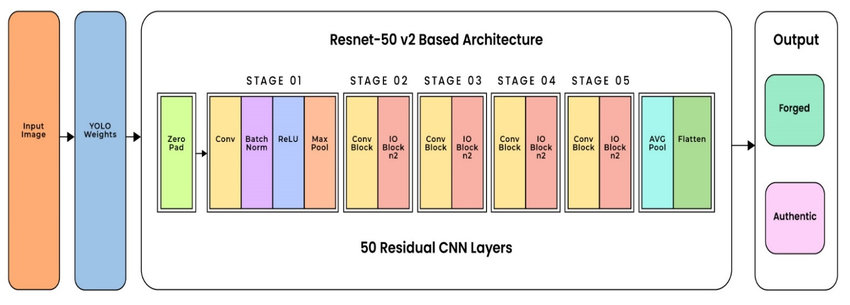 Resnet-50 v2 Based Architecture
Output
STAGE 01
STAGE 02
STAGE 03
STAGE 04
STAGE 05
Input
Image
YOLO
Weights
Zero
Pad
Conv
Batch
Norm
ReLU
Max
Pool
Conv
Block
IO
Block
n2
Conv
Block
IO
Block
n2
Conv
Block
IO
Block
n2
Conv
Block
IO
Block
n2
AVG
Pool
Flatten
Forged
Authentic
50 Residual CNN Layers